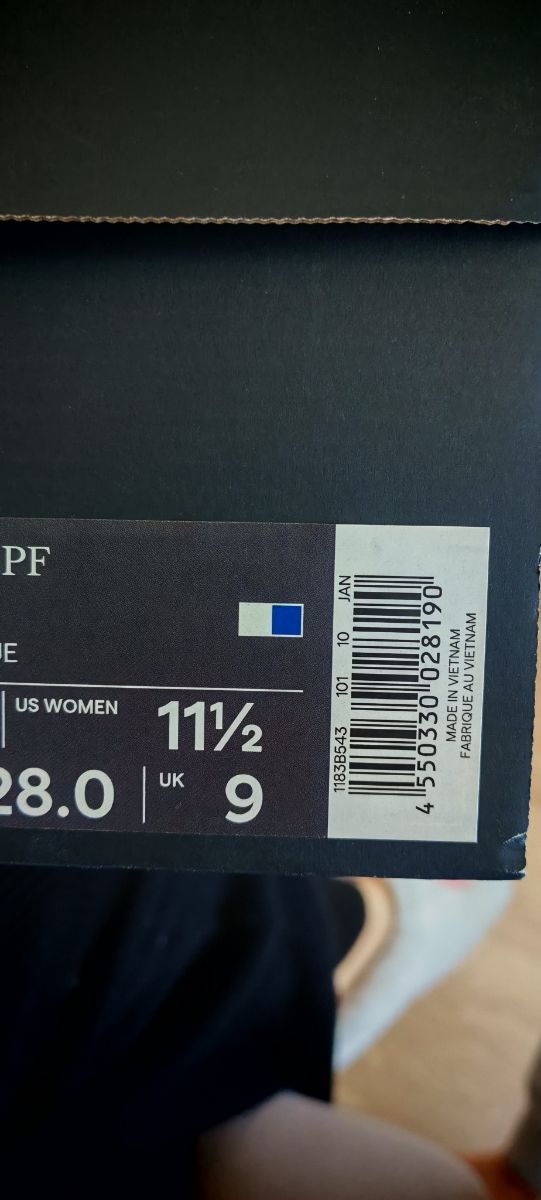 PF
UE
US WOMEN 11½
28.0
UK 9
1183B543 101 10 JAN
4 550330 028190
MADE IN VIETNAM
FABRIQUE AU VIETNAM